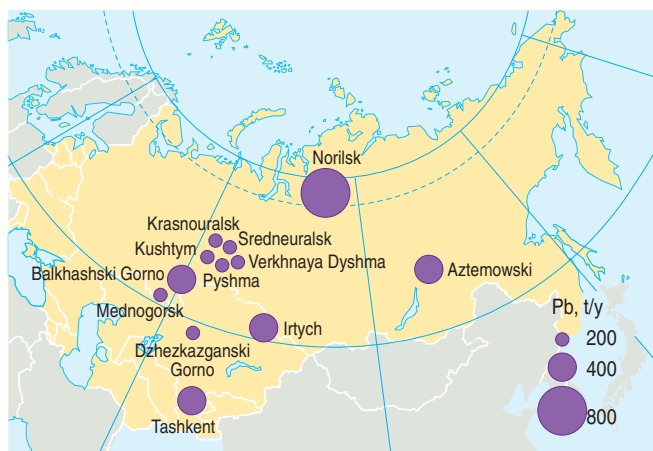 Norilsk
Krasnouralsk
Sredneuralsk
Kushtym
Verkhnaya Dyshma
Balkhashski Gorno
Pyshma
Aztemowski
Mednogorsk
Irtych
Dzhezkazganski
Gorno
Tashkent
Pb, t/y
200
400
800